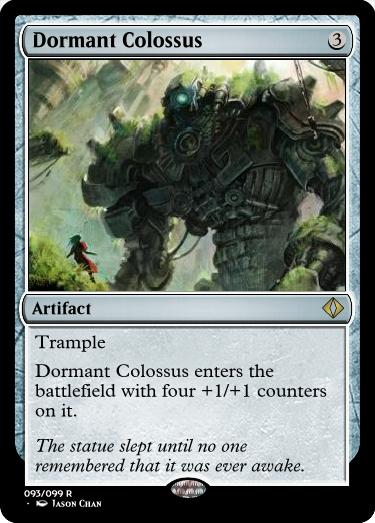 Dormant Colossus 3
Artifact
Trample
Dormant Colossus enters the
battlefield with four +1/+1 counters
on it.
The statue slept until no one
remembered that it was ever awake.
093/099 R
· Jason Chan